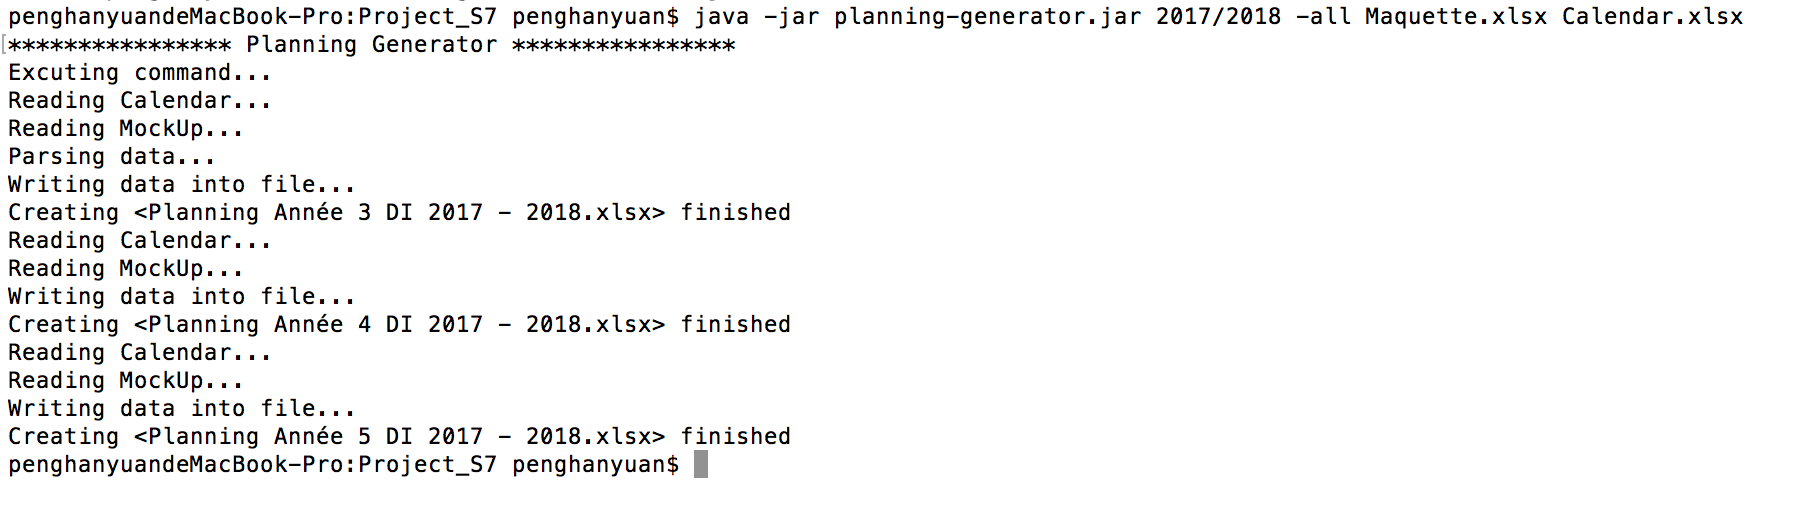 penghanyuandeMacBook-Pro:Project_S7 penghanyuan$ java -jar planning-generator.jar 2017/2018 -all Maquette.xlsx Calendar.xlsx
**************** Planning Generator ****************
Excuting command...
Reading Calendar...
Reading MockUp...
Parsing data...
Writing data into file...
Creating <Planning Année 3 DI 2017 - 2018.xlsx> finished
Reading Calendar...
Reading MockUp...
Writing data into file...
Creating <Planning Année 4 DI 2017 - 2018.xlsx> finished
Reading Calendar...
Reading MockUp...
Writing data into file...
Creating <Planning Année 5 DI 2017 - 2018.xlsx> finished
penghanyuandeMacBook-Pro:Project_S7 penghanyuan$